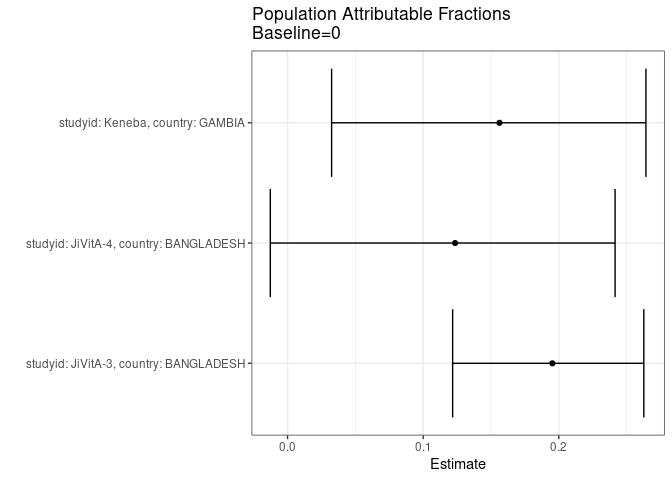 Population Attributable Fractions
Baseline=0
studyid: Keneba, country: GAMBIA
studyid: JiVitA-4, country: BANGLADESH
studyid: JiVitA-3, country: BANGLADESH
0.0 0.1 0.2
Estimate